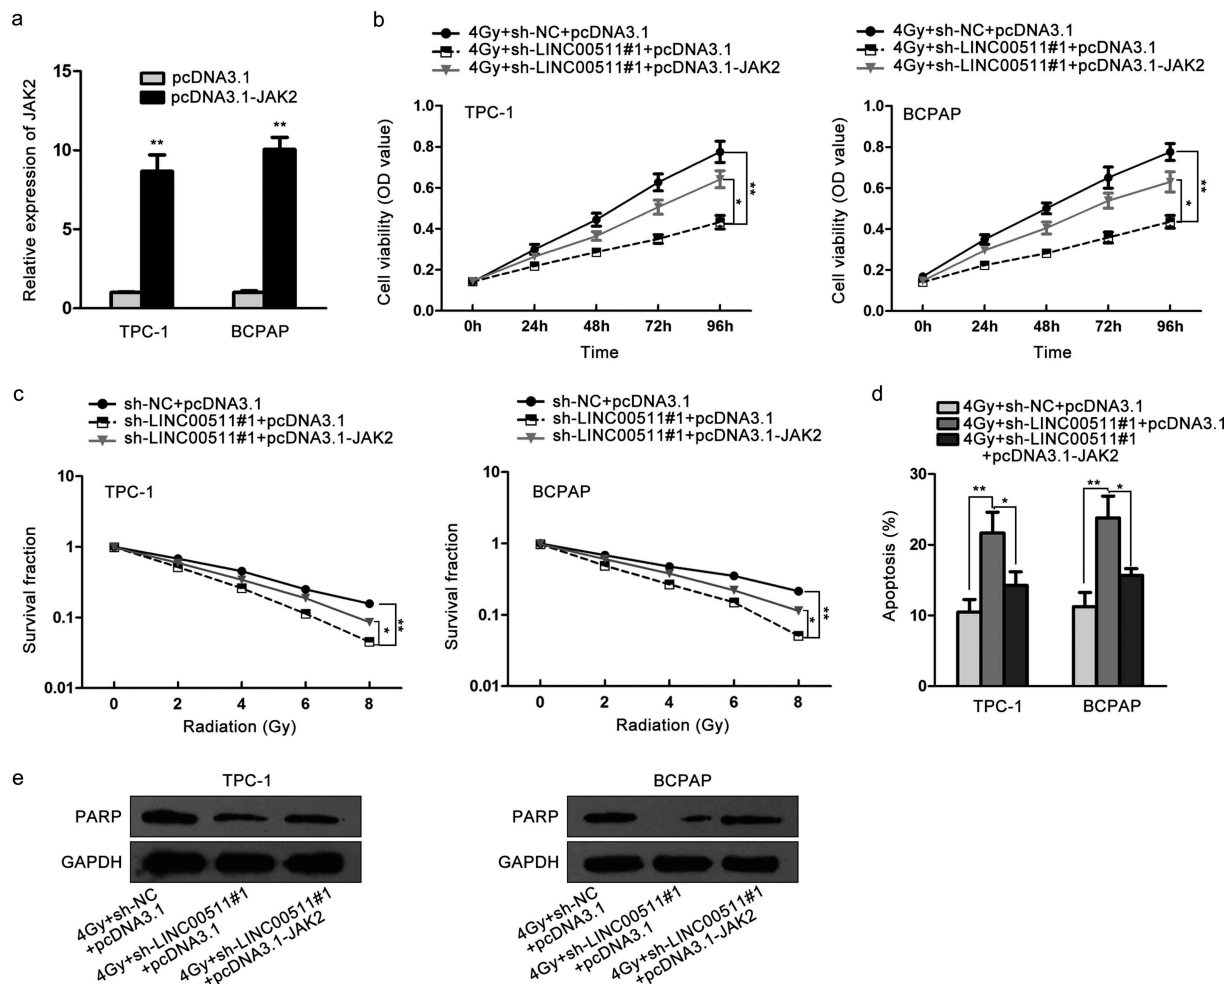 a
pcDNA3.1
pcDNA3.1-JAK2
Relative expression of JAK2
15
10
5
0
**
**
TPC-1
BCPAP
b
4Gy+sh-NC+pcDNA3.1
4Gy+sh-LINC00511#1+pcDNA3.1
4Gy+sh-LINC00511#1+pcDNA3.1-JAK2
TPC-1
Cell viability (OD value)
1.0
0.8
0.6
0.4
0.2
0.0
*
**
0h 24h 48h 72h 96h
Time
4Gy+sh-NC+pcDNA3.1
4Gy+sh-LINC00511#1+pcDNA3.1
4Gy+sh-LINC00511#1+pcDNA3.1-JAK2
BCPAP
Cell viability (OD value)
1.0
0.8
0.6
0.4
0.2
0.0
*
**
0h 24h 48h 72h 96h
Time
c
sh-NC+pcDNA3.1
sh-LINC00511#1+pcDNA3.1
sh-LINC00511#1+pcDNA3.1-JAK2
TPC-1
Survival fraction
10
1
0.1
0.01
*
**
0 2 4 6 8
Radiation (Gy)
sh-NC+pcDNA3.1
sh-LINC00511#1+pcDNA3.1
sh-LINC00511#1+pcDNA3.1-JAK2
BCPAP
Survival fraction
10
1
0.1
0.01
*
**
0 2 4 6 8
Radiation (Gy)
d
4Gy+sh-NC+pcDNA3.1
4Gy+sh-LINC00511#1+pcDNA3.1
4Gy+sh-LINC00511#1
+pcDNA3.1-JAK2
Apoptosis (%)
30
20
10
0
** *
** *
TPC-1
BCPAP
e
TPC-1
PARP
GAPDH
4Gy+sh-NC
+pcDNA3.1
4Gy+sh-LINC00511#1
+pcDNA3.1
4Gy+sh-LINC00511#1
+pcDNA3.1-JAK2
BCPAP
PARP
GAPDH
4Gy+sh-NC
+pcDNA3.1
4Gy+sh-LINC00511#1
+pcDNA3.1
4Gy+sh-LINC00511#1
+pcDNA3.1-JAK2